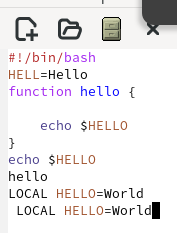 #!/bin/bash
HELL=Hello
function hello {
    echo $HELLO
}
echo $HELLO
hello
LOCAL HELLO=World
 LOCAL HELLO=World